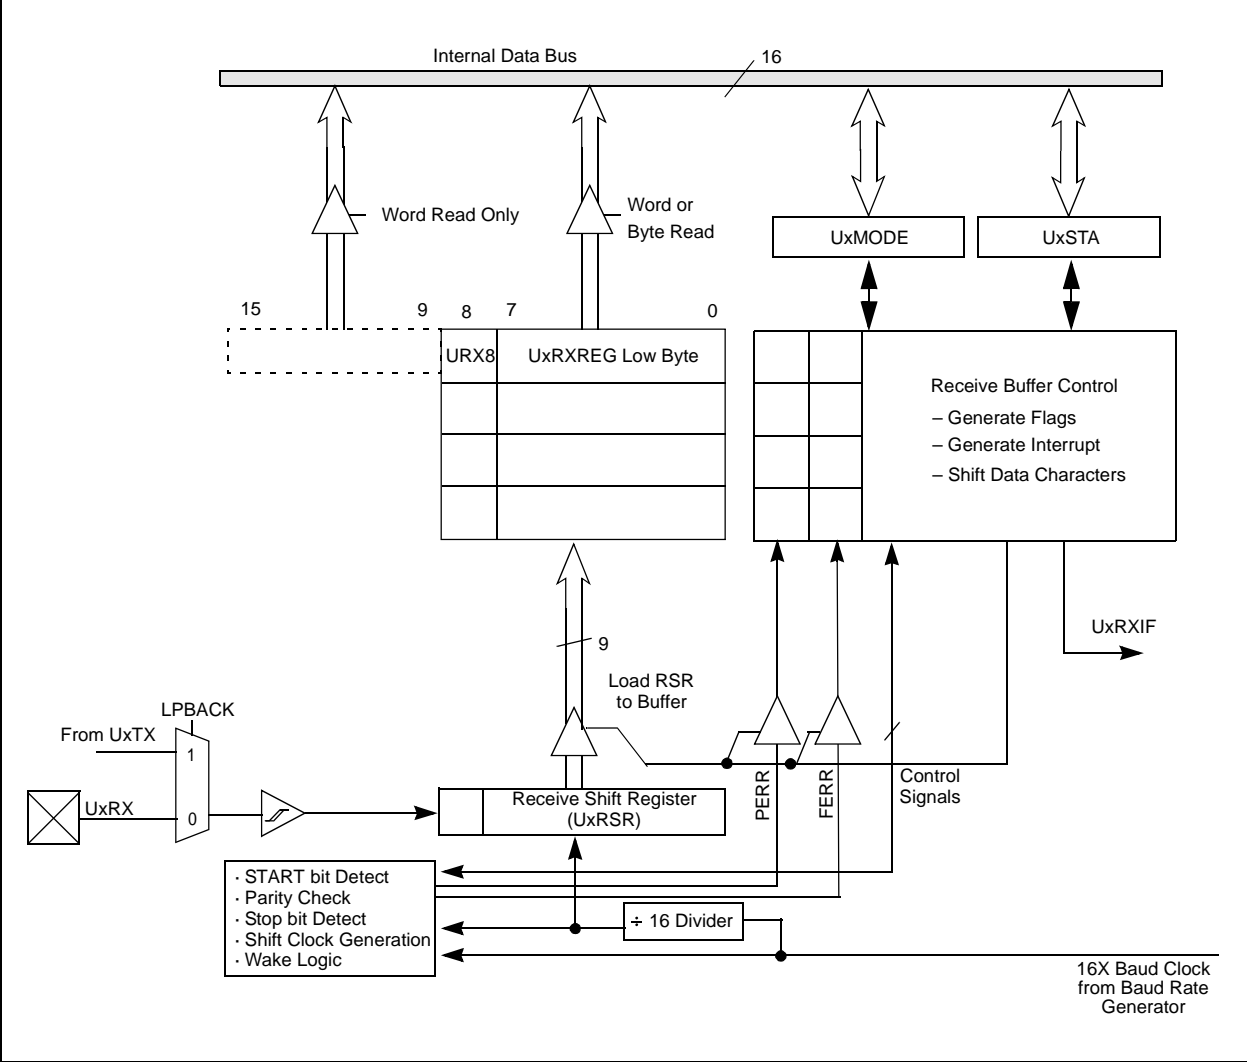 Internal Data Bus
16
Word Read Only
Word or
Byte Read
UxMODE
UxSTA
15
9
8
7
0
URX8
UxRXREG Low Byte
Receive Buffer Control
– Generate Flags
– Generate Interrupt
– Shift Data Characters
9
UxRXIF
Load RSR
to Buffer
LPBACK
From UxTX
1
UxRX
0
Receive Shift Register
(UxRSR)
PERR
FERR
Control
Signals
· START bit Detect
· Parity Check
· Stop bit Detect
· Shift Clock Generation
· Wake Logic
÷ 16 Divider
16X Baud Clock
from Baud Rate
Generator